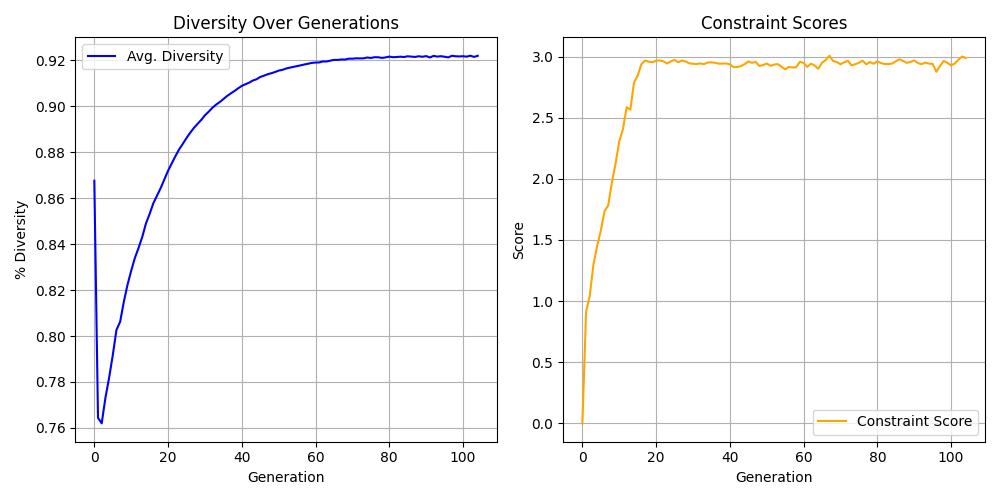 Diversity Over Generations
Avg. Diversity
% Diversity
0.92
0.90
0.88
0.86
0.84
0.82
0.80
0.78
0.76
0 20 40 60 80 100
Generation
Constraint Scores
Score
3.0
2.5
2.0
1.5
1.0
0.5
0.0
Constraint Score
0 20 40 60 80 100
Generation